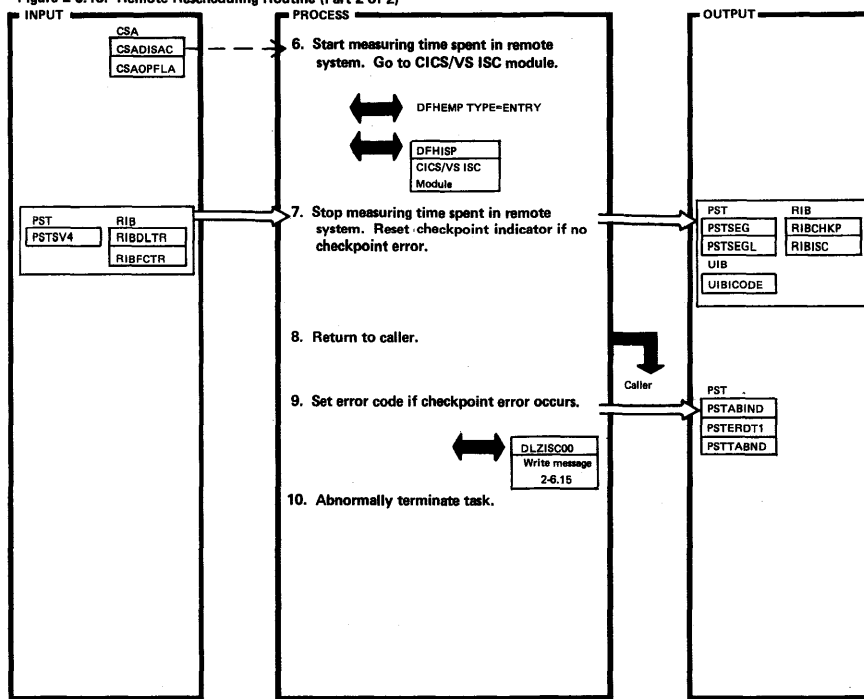 Figure 2-6.16. Remote Rescheduling Routine (Part 2 of 2)
INPUT
PROCESS
OUTPUT
CSA
CSADISAC
CSAOPFLA
6. Start measuring time spent in remote
system. Go to CICS/VS ISC module.
DFHEMP TYPE=ENTRY
DFHISP
CICS/VS ISC
Module
PST RIB
PSTSV4 RIBDLTR
RIBFCTR
7. Stop measuring time spent in remote
system. Reset checkpoint indicator if no
checkpoint error.
PST RIB
PSTSEG RIBCHKP
PSTSEGL RIBISC
UIB
UIBICODE
8. Return to caller.
Caller
9. Set error code if checkpoint error occurs.
PST
PSTABIND
PSTERDT1
PSTTABND
DLZISC00
Write message
2-6.15
10. Abnormally terminate task.